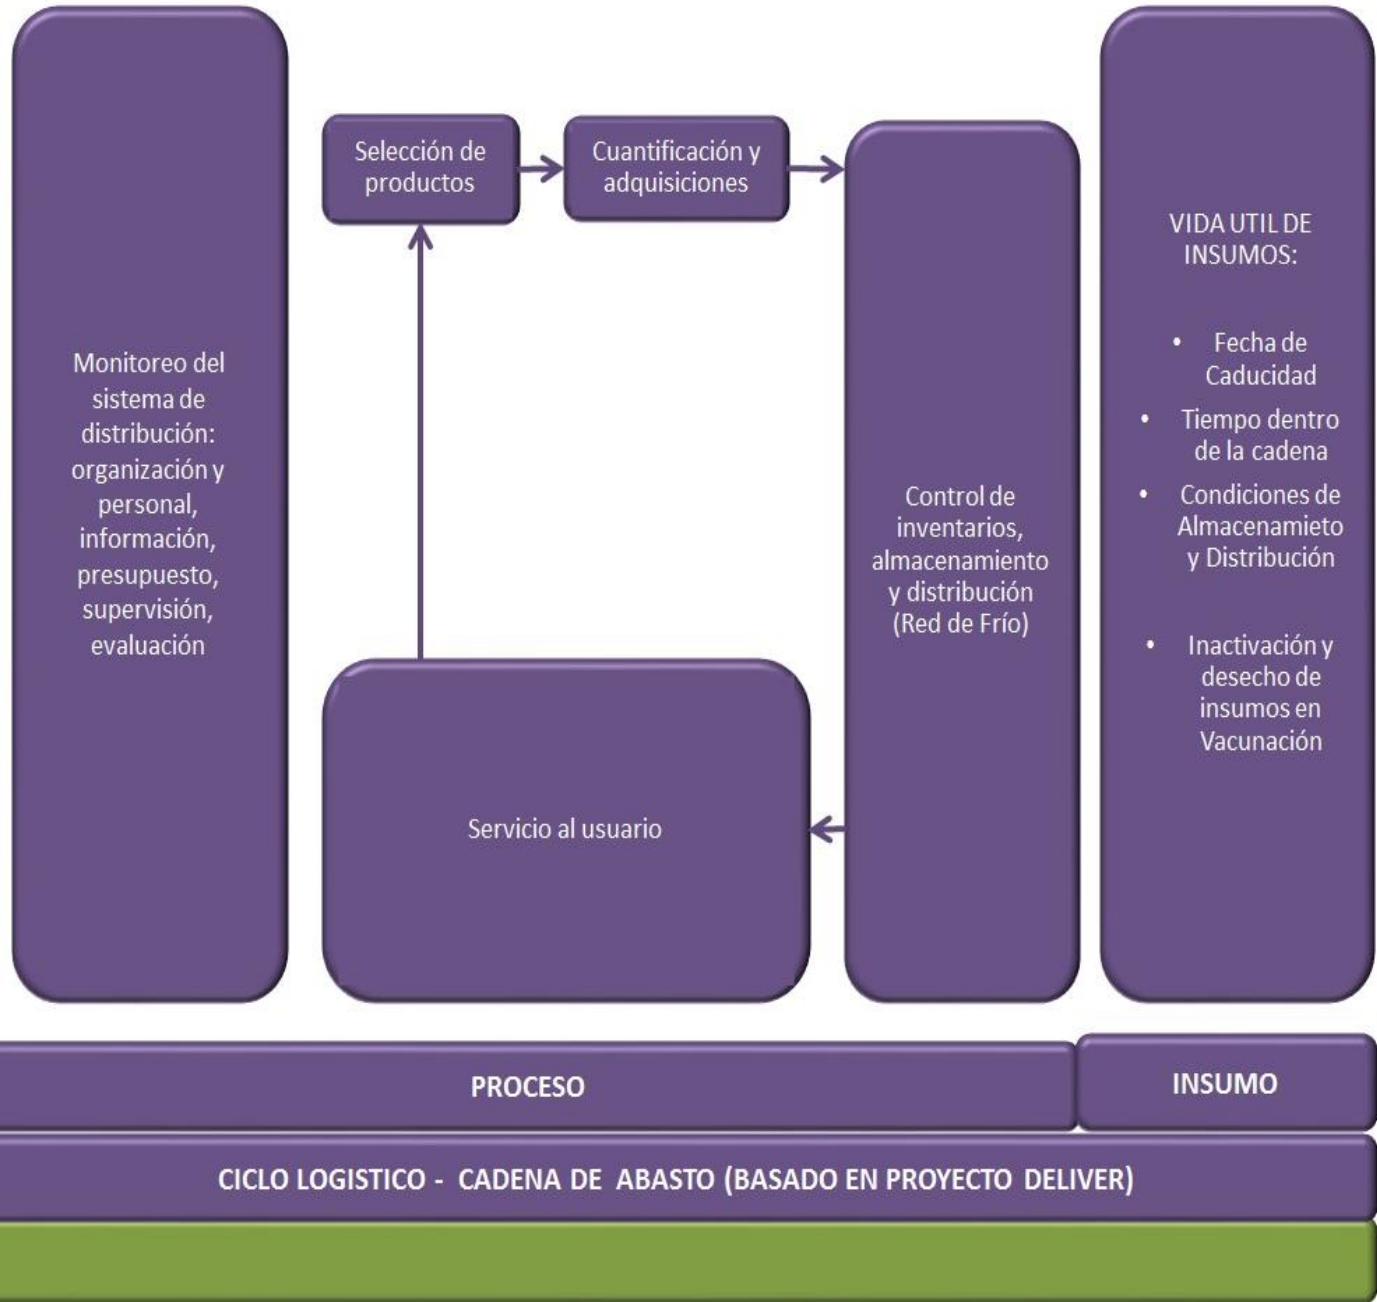 Monitoreo del
sistema de
distribución:
organización y
personal,
información,
presupuesto,
supervisión,
evaluación
Selección de
productos
Cuantificación y
adquisiciones
Control de
inventarios,
almacenamiento
y distribución
(Red de Frío)
Servicio al usuario
VIDA UTIL DE
INSUMOS:
• Fecha de
Caducidad
• Tiempo dentro
de la cadena
• Condiciones de
Almacenamieto
y Distribución
• Inactivación y
desecho de
insumos en
Vacunación
PROCESO
INSUMO
CICLO LOGISTICO - CADENA DE ABASTO (BASADO EN PROYECTO DELIVER)